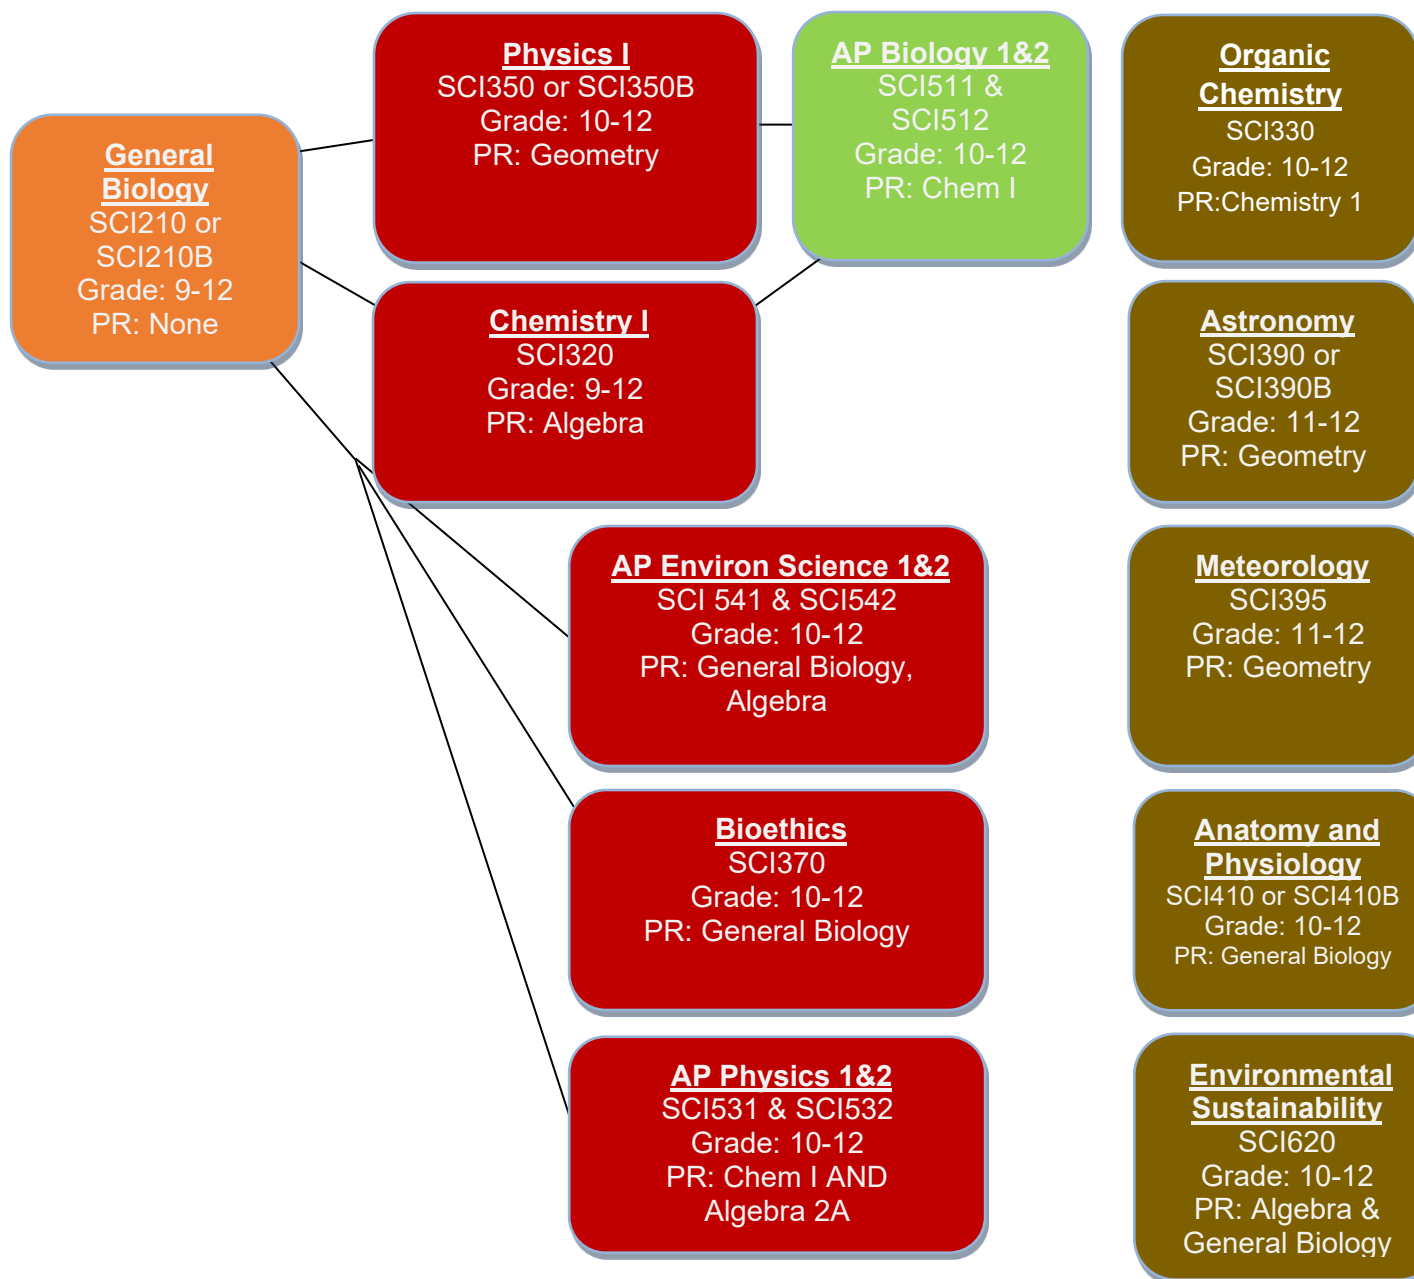 General
Biology
SCI210 or
SCI210B
Grade: 9-12
PR: None
Physics I
SCI350 or SCI350B
Grade: 10-12
PR: Geometry
AP Biology 1&2
SCI511 &
SCI512
Grade: 10-12
PR: Chem I
Organic
Chemistry
SCI330
Grade: 10-12
PR:Chemistry 1
Chemistry I
SCI320
Grade: 9-12
PR: Algebra
Astronomy
SCI390 or
SCI390B
Grade: 11-12
PR: Geometry
AP Environ Science 1&2
SCI 541 & SCI542
Grade: 10-12
PR: General Biology,
Algebra
Meteorology
SCI395
Grade: 11-12
PR: Geometry
Bioethics
SCI370
Grade: 10-12
PR: General Biology
Anatomy and
Physiology
SCI410 or SCI410B
Grade: 10-12
PR: General Biology
AP Physics 1&2
SCI531 & SCI532
Grade: 10-12
PR: Chem I AND
Algebra 2A
Environmental
Sustainability
SCI620
Grade: 10-12
PR: Algebra &
General Biology